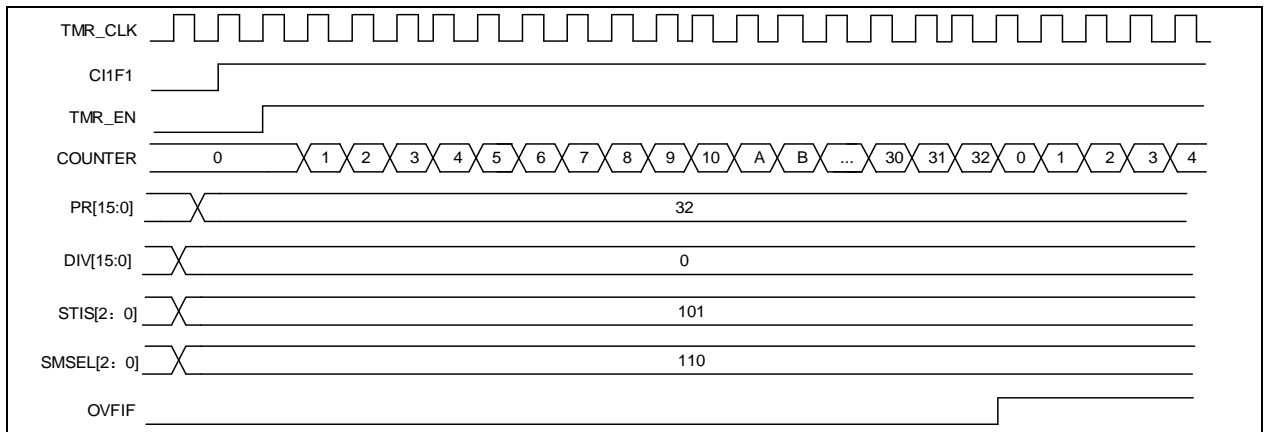 TMR_CLK
CI1F1
TMR_EN
COUNTER 0 1 2 3 4 5 6 7 8 9 10 A B ... 30 31 32 0 1 2 3 4
PR[15:0] 32
DIV[15:0] 0
STIS[2：0] 101
SMSEL[2：0] 110
OVFIF